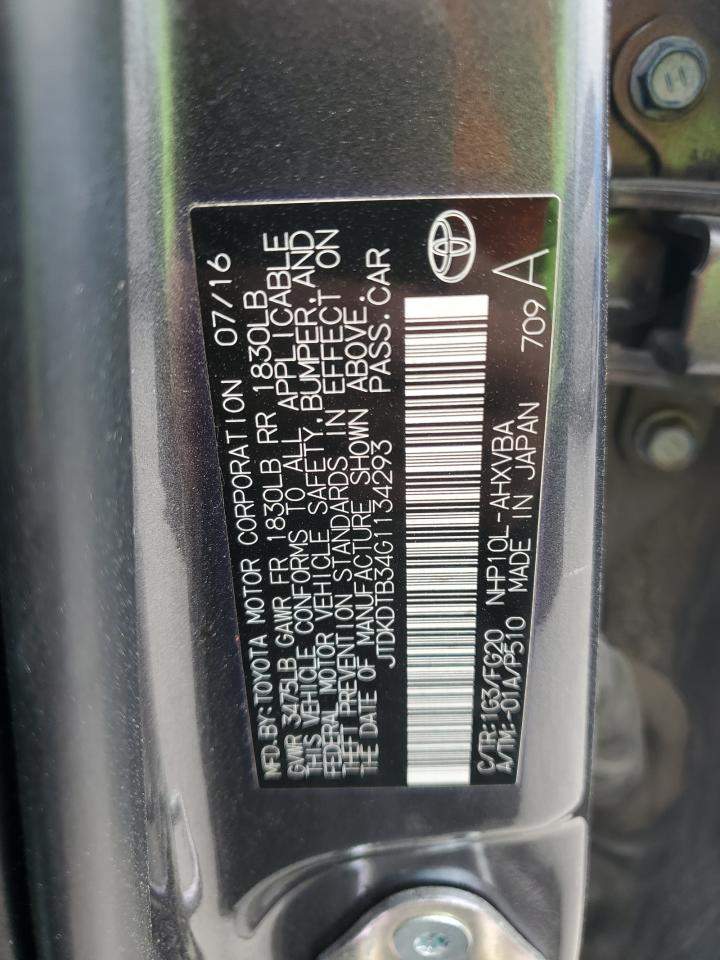 MFD.BY:TOYOTA MOTOR CORPORATION 07/16
GVWR 3475LB GAWR FR 1830LB RR 1830LB
THIS VEHICLE CONFORMS TO ALL APPLICABLE
FEDERAL MOTOR VEHICLE SAFETY,BUMPER,AND
THEFT PREVENTION STANDARDS IN EFFECT ON
THE DATE OF MANUFACTURE SHOWN ABOVE.
JTDKDTB34G1134293 PASS.CAR
C/TR:1G3/FG20 NHP10L-AHXVBA 709 A
A/TM:-01A/P510 MADE IN JAPAN